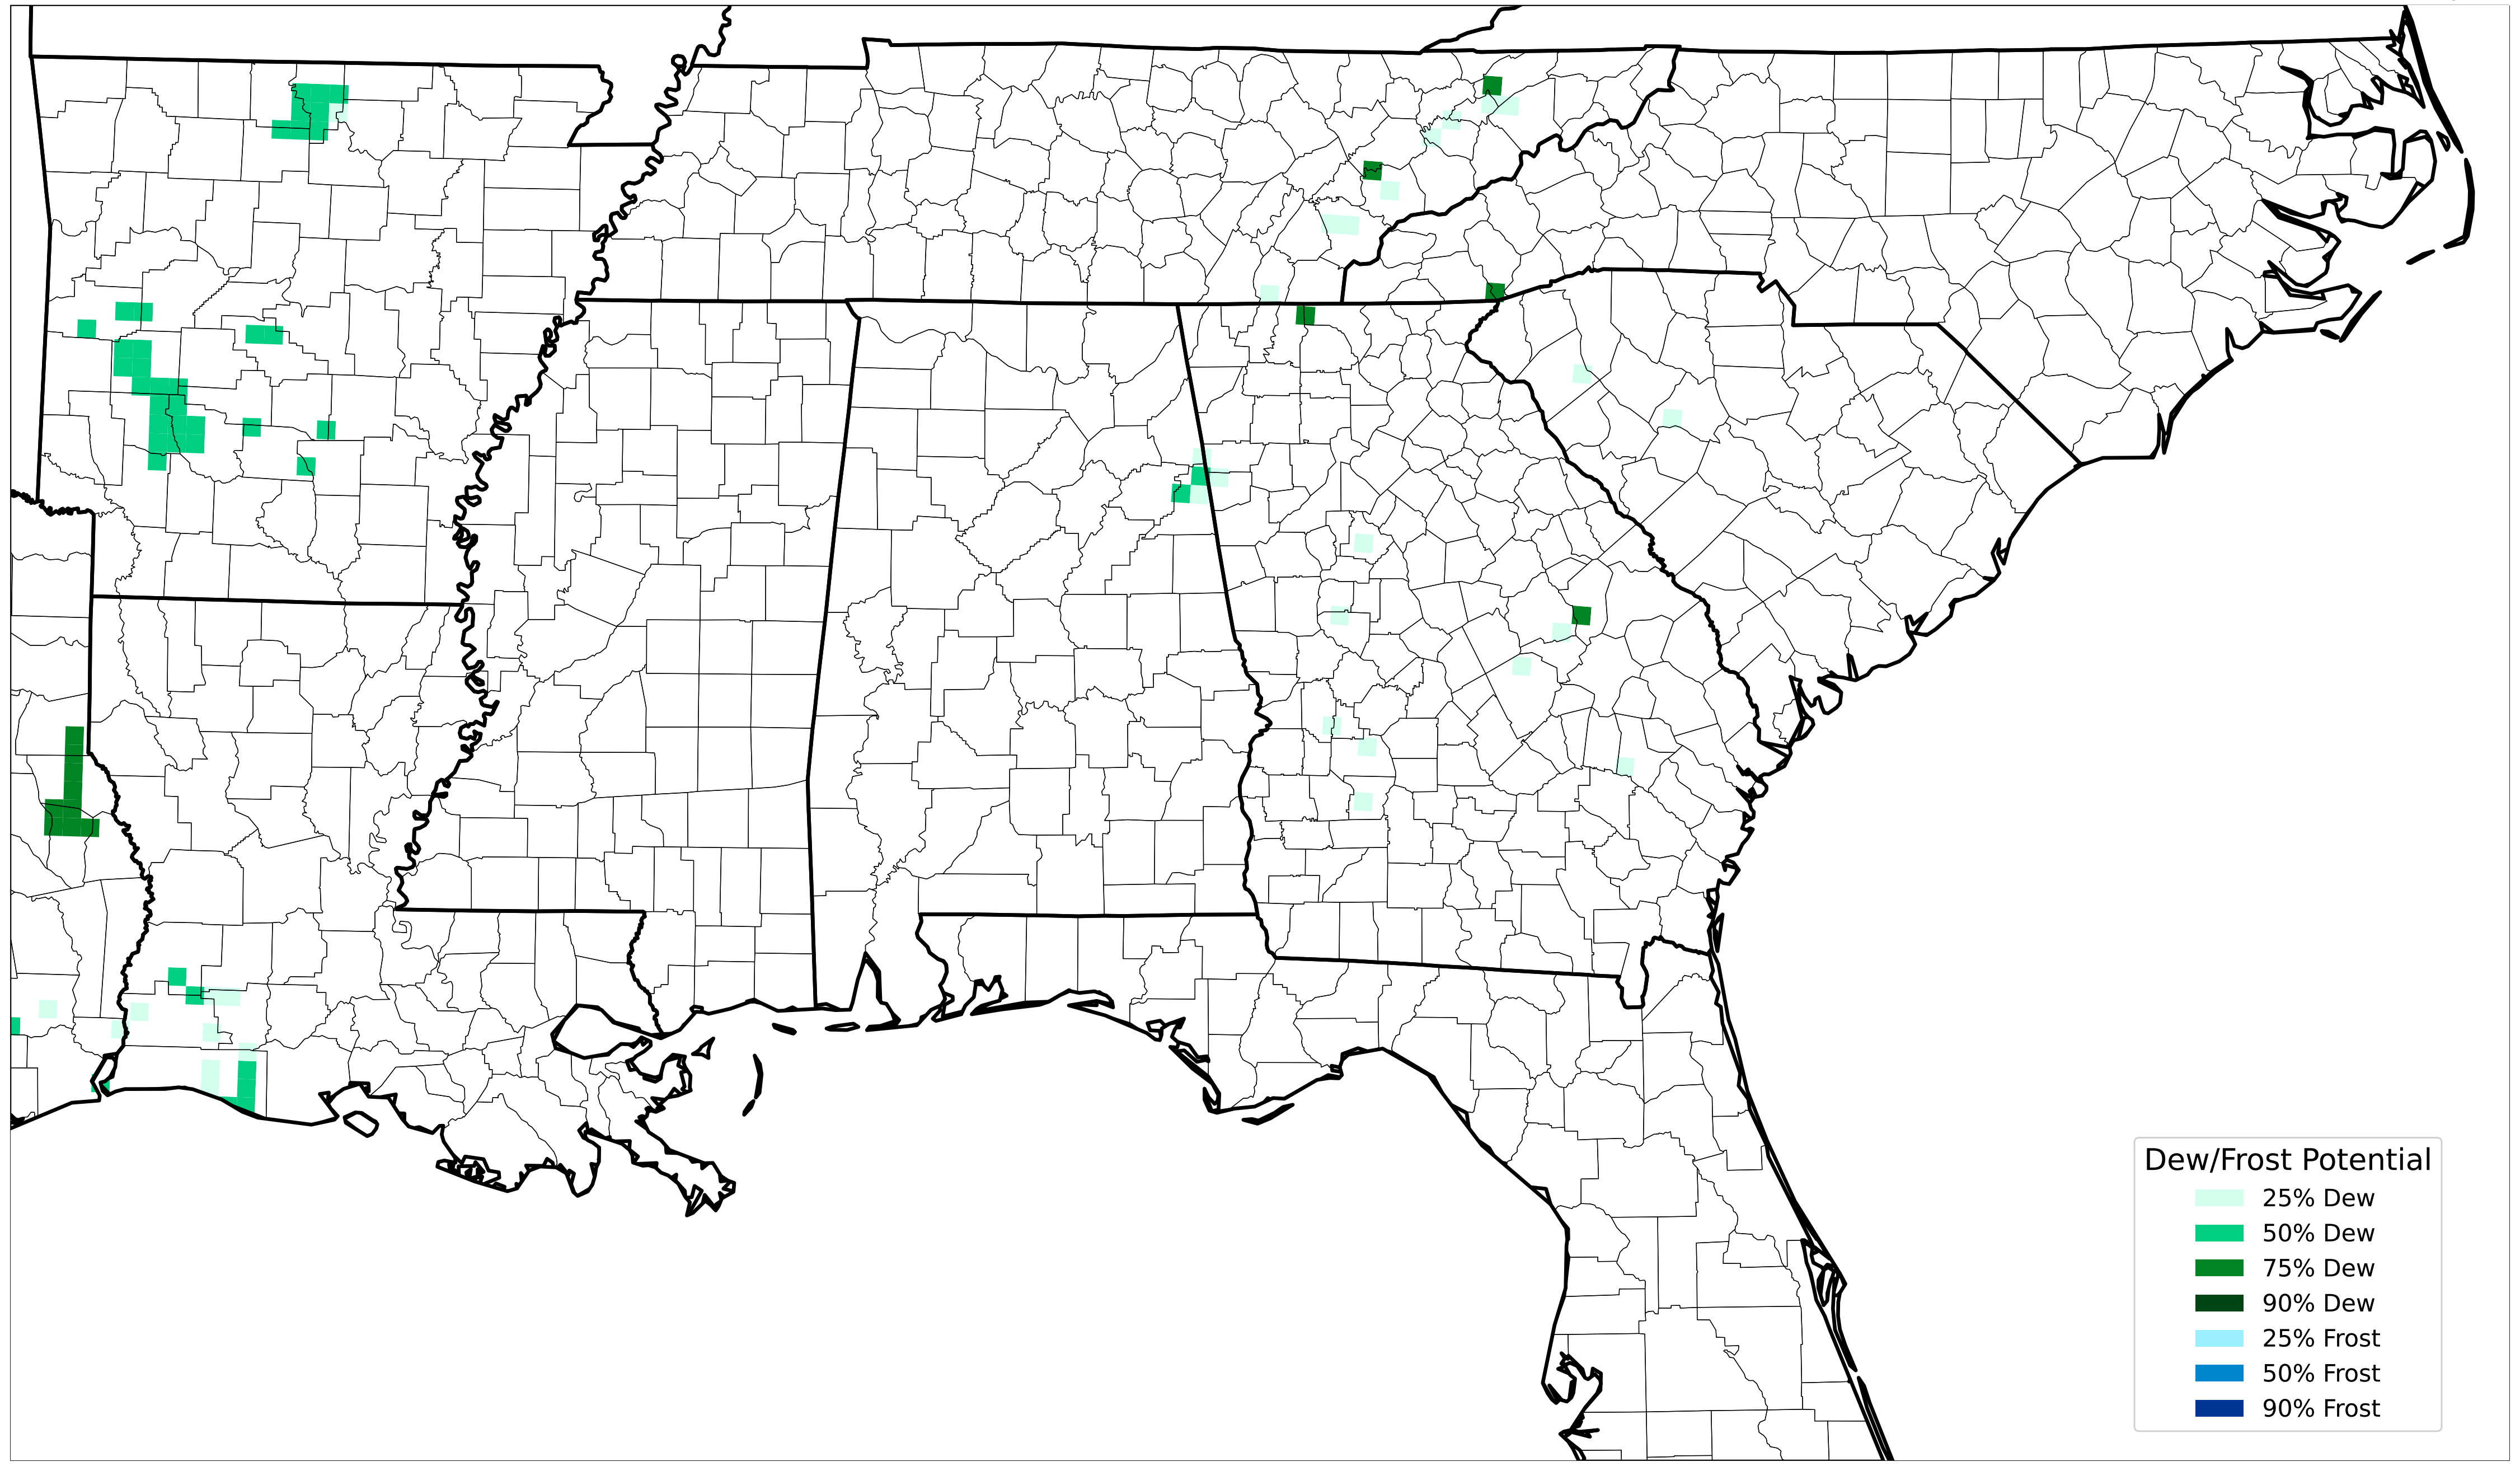 Dew/Frost Potential
25% Dew
50% Dew
75% Dew
90% Dew
25% Frost
50% Frost
90% Frost